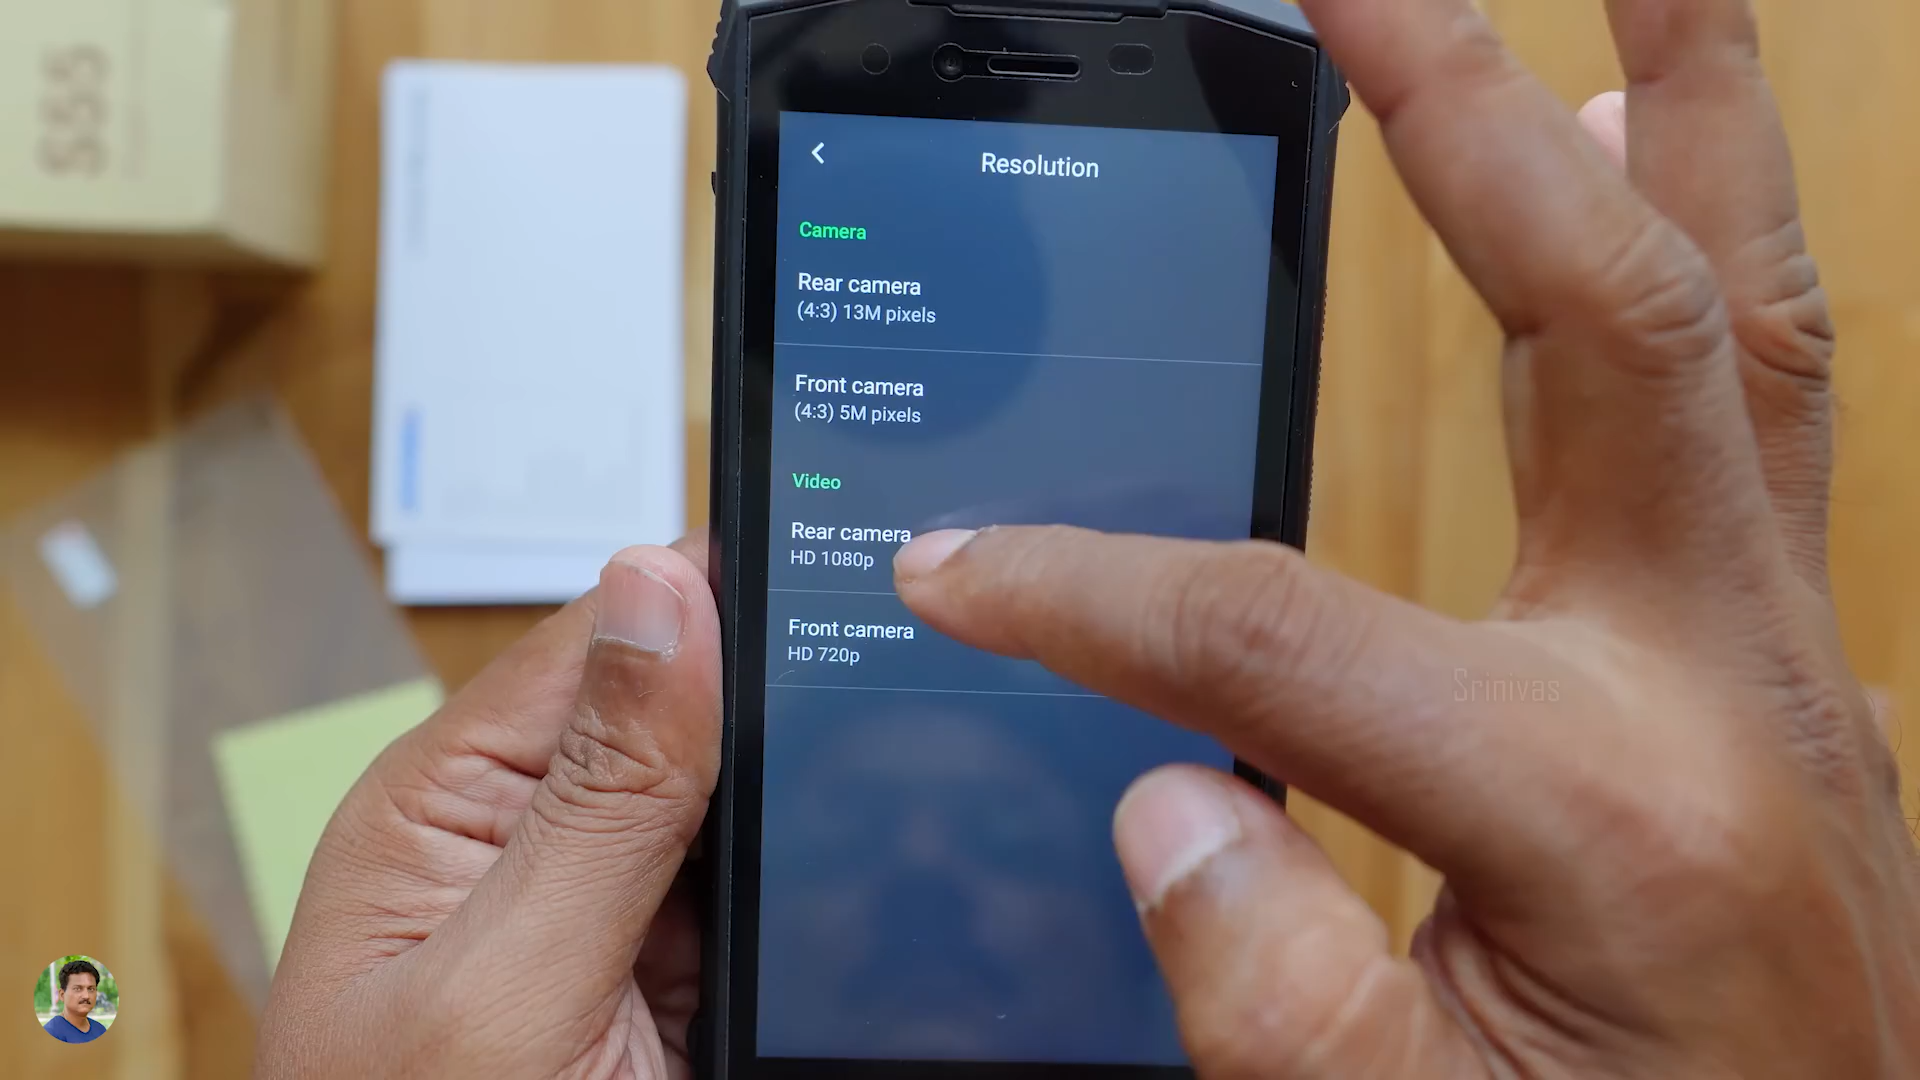 S55
Resolution
Camera
Rear camera
(4:3) 13M pixels
Front camera
(4:3) 5M pixels
Video
Rear camera
HD 1080p
Front camera
HD 720p
Srinivas